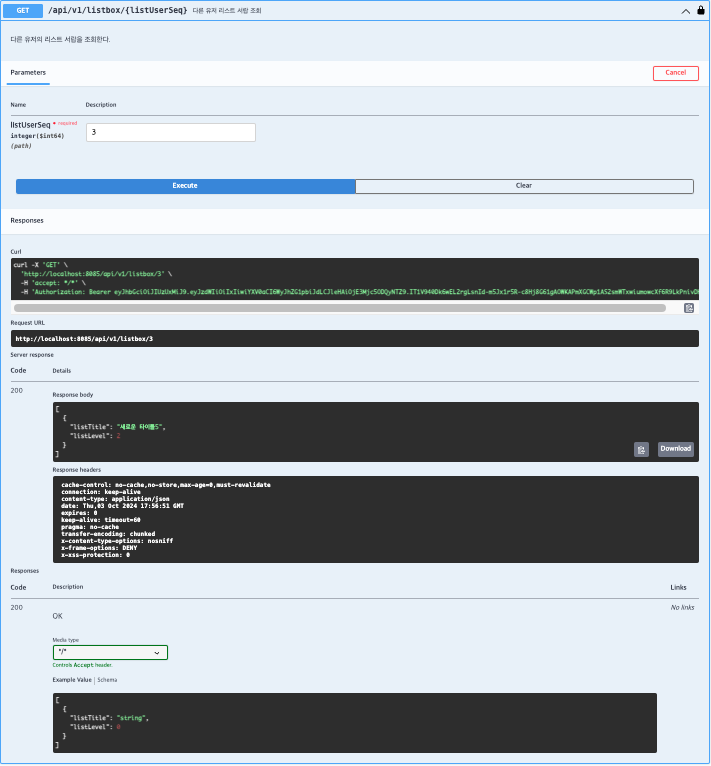 GET /api/v1/listbox/{listUserSeq} 다른 유저 리스트 서랍 조회
다른 유저의 리스트 서랍을 조회한다.
Parameters Cancel
Name Description
listUserSeq * required 3
integer($int64)
(path)
Execute Clear
Responses
Curl
curl -X 'GET' \
'http://localhost:8085/api/v1/listbox/3' \
-H 'accept: */*' \
-H 'Authorization: Bearer
Request URL
http://localhost:8085/api/v1/listbox/3
Server response
Code Details
200
Response body
[
{
"listTitle": "새로운 타이틀5",
"listLevel": 2
}
]
Download
Response headers
cache-control: no-cache,no-store,max-age=0,must-revalidate
connection: keep-alive
content-type: application/json
date: Thu,03 Oct 2024 17:56:51 GMT
expires: 0
keep-alive: timeout=60
pragma: no-cache
transfer-encoding: chunked
x-content-type-options: nosniff
x-frame-options: DENY
x-xss-protection: 0
Responses
Code Description Links
200 No links
OK
Media type
*/*
Controls Accept header.
Example Value | Schema
[
{
"listTitle": "string",
"listLevel": 0
}
]